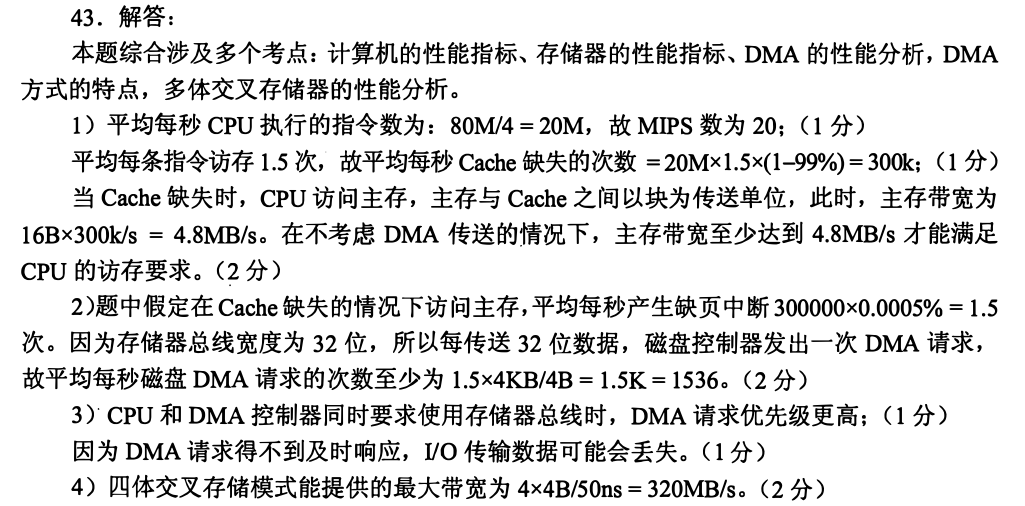 43．解答：
本题综合涉及多个考点：计算机的性能指标、存储器的性能指标、DMA 的性能分析，DMA
方式的特点，多体交叉存储器的性能分析。
1）平均每秒 CPU 执行的指令数为：80M/4 = 20M，故 MIPS 数为 20；（1 分）
平均每条指令访存 1.5 次，故平均每秒 Cache 缺失的次数 =20M×1.5×(1–99%) = 300k；（1 分）
当 Cache 缺失时，CPU 访问主存，主存与 Cache 之间以块为传送单位，此时，主存带宽为
16B×300k/s = 4.8MB/s。在不考虑 DMA 传送的情况下，主存带宽至少达到 4.8MB/s 才能满足
CPU 的访存要求。（2 分）
2）题中假定在 Cache 缺失的情况下访问主存，平均每秒产生缺页中断 300000×0.0005% = 1.5
次。因为存储器总线宽度为 32 位，所以每传送 32 位数据，磁盘控制器发出一次 DMA 请求，
故平均每秒磁盘 DMA 请求的次数至少为 1.5×4KB/4B = 1.5K = 1536。（2 分）
3）CPU 和 DMA 控制器同时要求使用存储器总线时，DMA 请求优先级更高；（1 分）
因为 DMA 请求得不到及时响应，I/O 传输数据可能会丢失。（1 分）
4）四体交叉存储模式能提供的最大带宽为 4×4B/50ns = 320MB/s。（2 分）